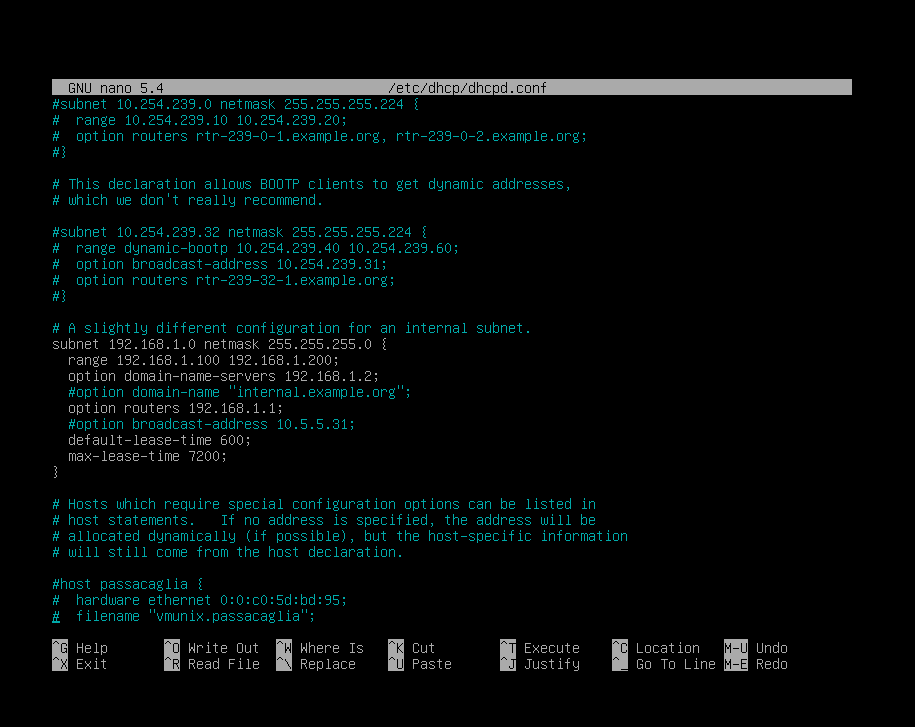 GNU nano 5.4 /etc/dhcp/dhcpd.conf
#subnet 10.254.239.0 netmask 255.255.255.224 {
#  range 10.254.239.10 10.254.239.20;
#  option routers rtr-239-0-1.example.org, rtr-239-0-2.example.org;
#}

# This declaration allows BOOTP clients to get dynamic addresses,
# which we don't really recommend.

#subnet 10.254.239.32 netmask 255.255.255.224 {
#  range dynamic-bootp 10.254.239.40 10.254.239.60;
#  option broadcast-address 10.254.239.31;
#  option routers rtr-239-32-1.example.org;
#}

# A slightly different configuration for an internal subnet.
subnet 192.168.1.0 netmask 255.255.255.0 {
  range 192.168.1.100 192.168.1.200;
  option domain-name-servers 192.168.1.2;
  #option domain-name "internal.example.org";
  option routers 192.168.1.1;
  #option broadcast-address 10.5.5.31;
  default-lease-time 600;
  max-lease-time 7200;
}

# Hosts which require special configuration options can be listed in
# host statements.   If no address is specified, the address will be
# allocated dynamically (if possible), but the host-specific information
# will still come from the host declaration.

#host passacaglia {
#  hardware ethernet 0:0:c0:5d:bd:95;
#  filename "vmunix.passacaglia";

^G Help ^O Write Out ^W Where Is ^K Cut ^T Execute ^C Location M-U Undo
^X Exit ^R Read File ^\ Replace ^U Paste ^J Justify ^_ Go To Line M-E Redo